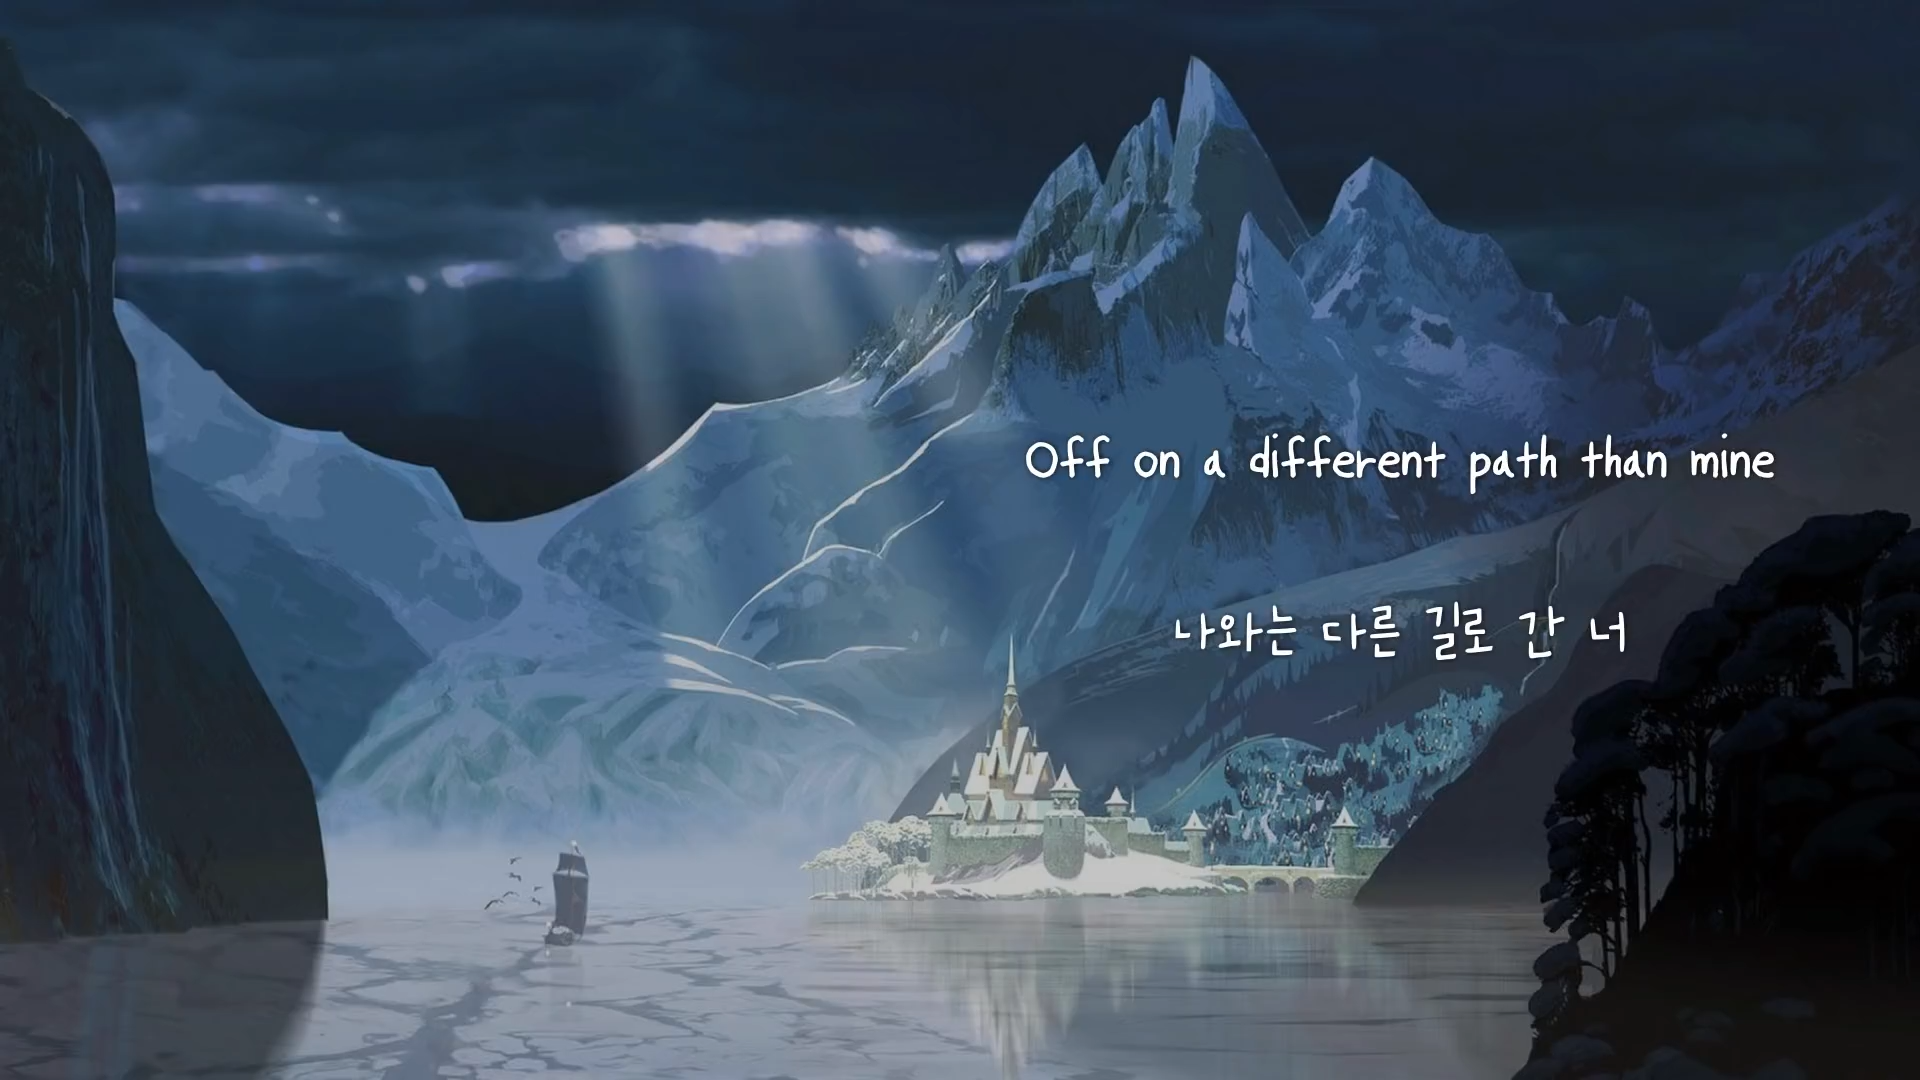 Off on a different path than mine
나와는 다른 길로 간 너